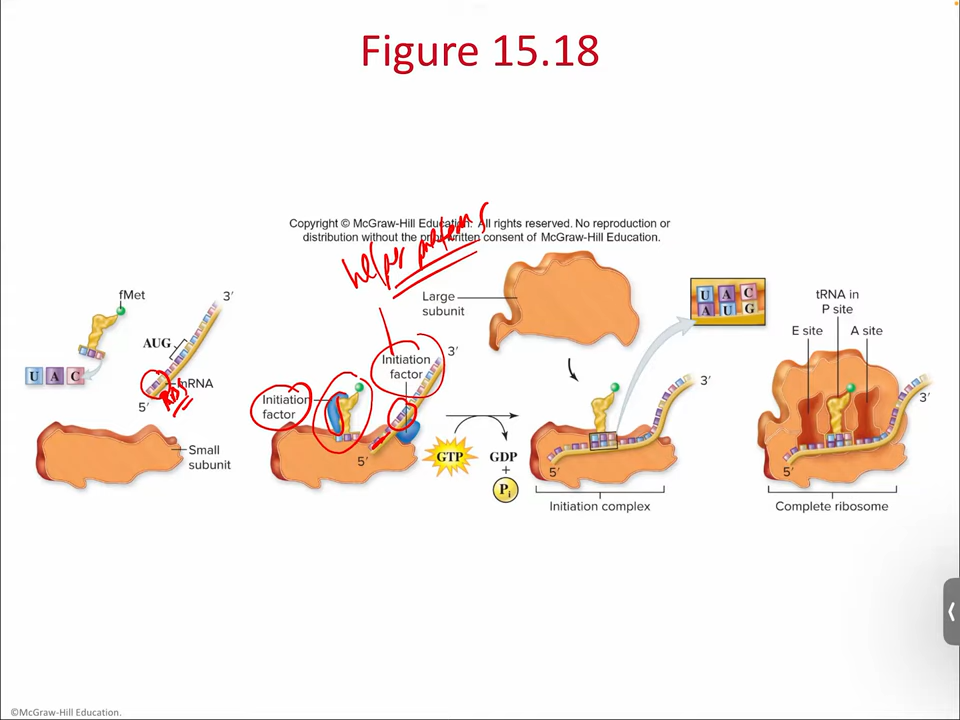 Figure 15.18
Copyright © McGraw-Hill Education. All rights reserved. No reproduction or
distribution without the prior written consent of McGraw-Hill Education.
helper proteins
fMet
3′
AUG
U A C
mRNA
5′
RBS
Small
subunit
Initiation
factor
Initiation
factor
3′
5′
GTP
GDP
+
Pi
Large
subunit
U A C
A U G
3′
5′
Initiation complex
tRNA in
P site
E site
A site
3′
5′
Complete ribosome
©McGraw-Hill Education.